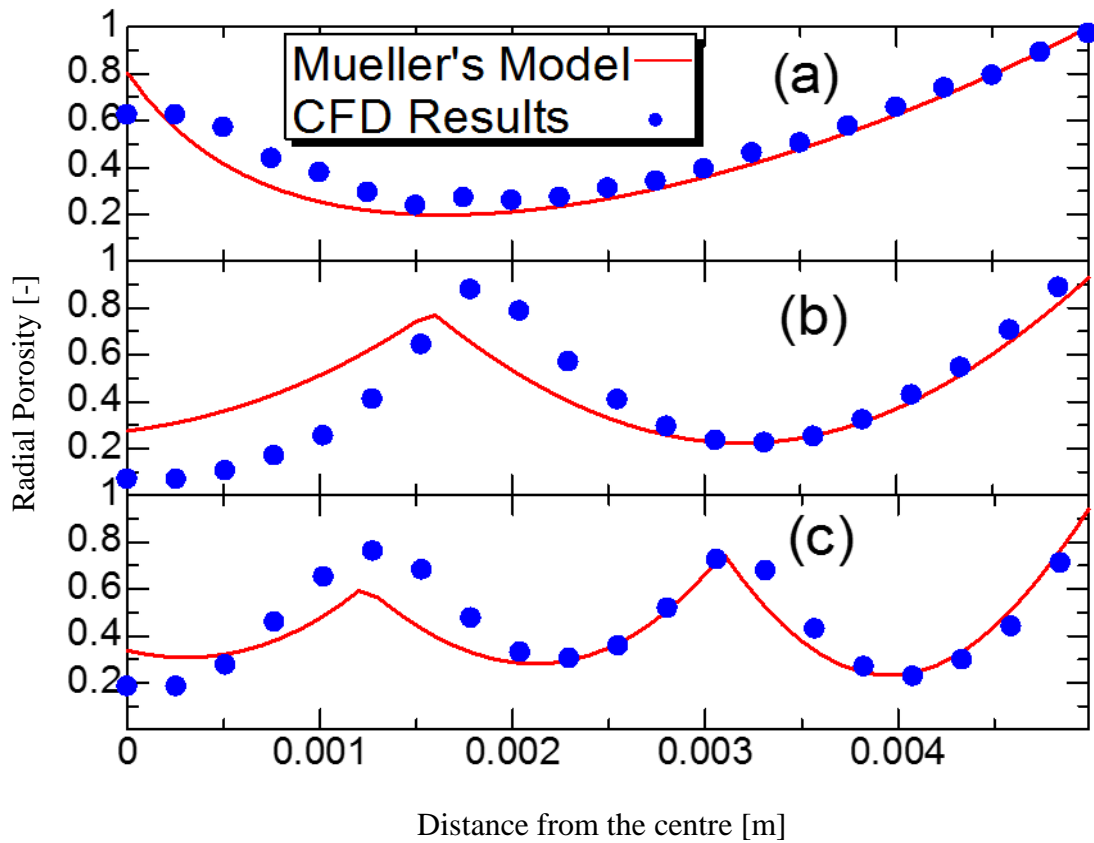 1
0.8
0.6
0.4
0.2
Mueller's Model
CFD Results
(a)
1
0.8
0.6
0.4
0.2
(b)
1
0.8
0.6
0.4
0.2
(c)
Radial Porosity [-]
0 0.001 0.002 0.003 0.004
Distance from the centre [m]